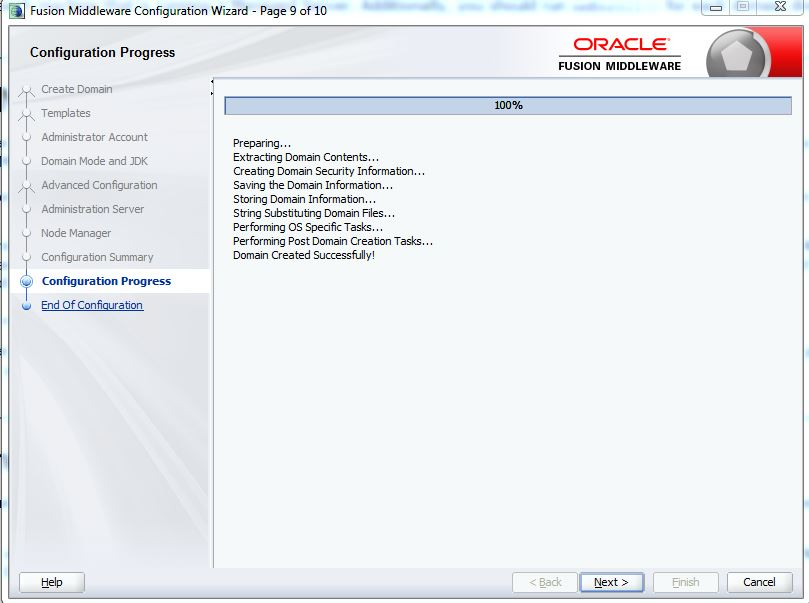 Fusion Middleware Configuration Wizard - Page 9 of 10
Configuration Progress
ORACLE
FUSION MIDDLEWARE
Create Domain
Templates
Administrator Account
Domain Mode and JDK
Advanced Configuration
Administration Server
Node Manager
Configuration Summary
Configuration Progress
End Of Configuration
100%
Preparing...
Extracting Domain Contents...
Creating Domain Security Information...
Saving the Domain Information...
Storing Domain Information...
String Substituting Domain Files...
Performing OS Specific Tasks...
Performing Post Domain Creation Tasks...
Domain Created Successfully!
Help
< Back
Next >
Finish
Cancel